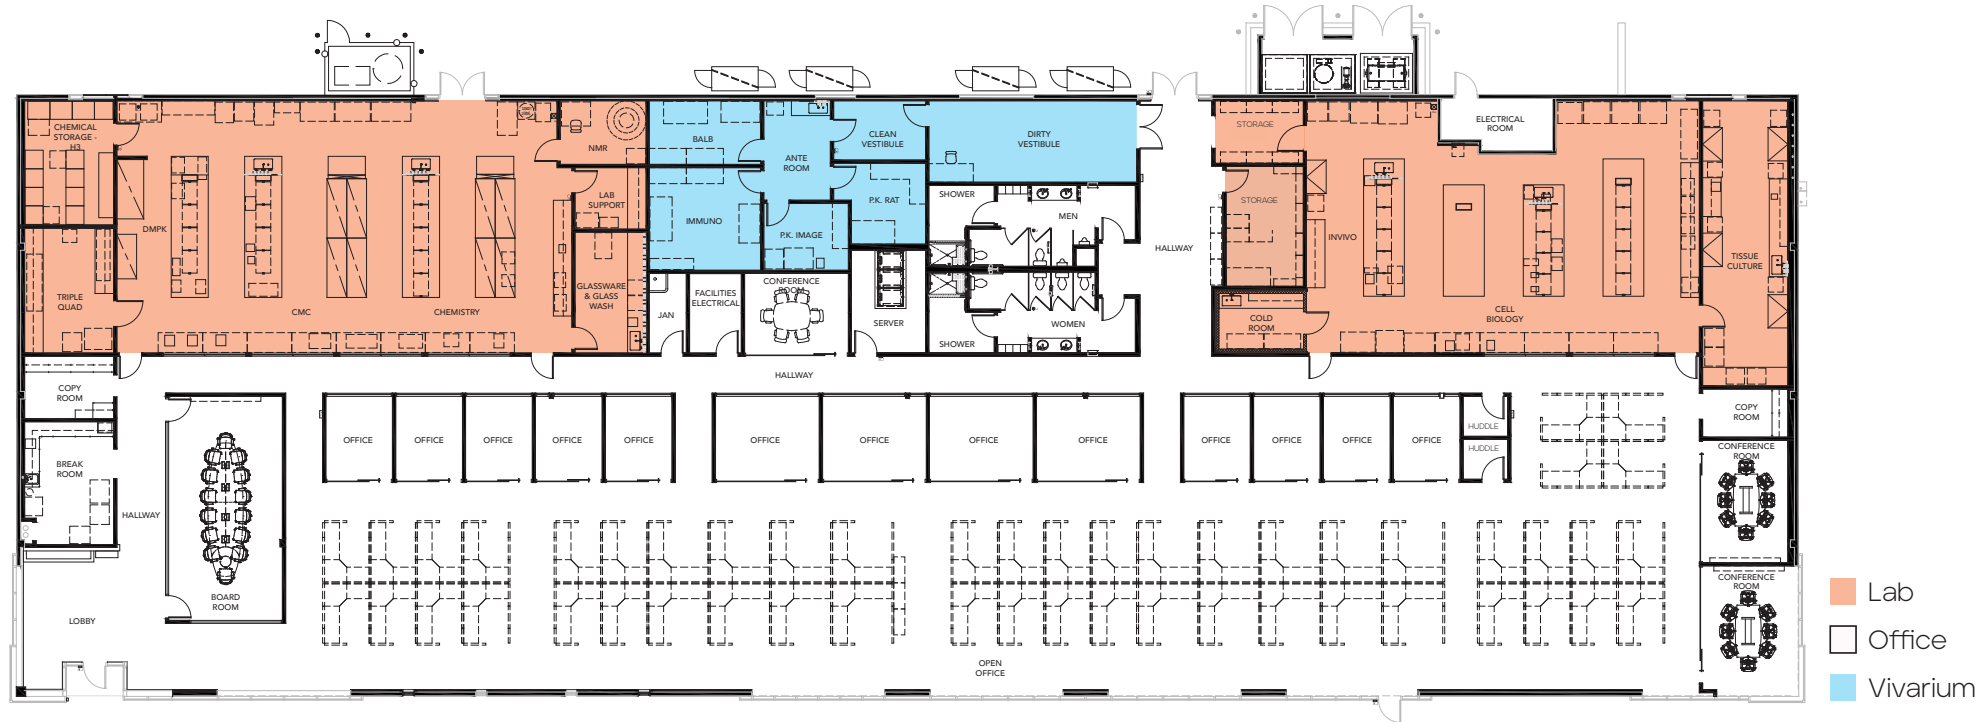 CHEMICAL
STORAGE -
H3
NMR
BALB
ANTE
ROOM
CLEAN
VESTIBULE
DIRTY
VESTIBULE
STORAGE
ELECTRICAL
ROOM
DMPK
LAB
SUPPORT
IMMUNO
P.K. RAT
P.K. IMAGE
SHOWER
MEN
HALLWAY
STORAGE
INVIVO
TISSUE
CULTURE
TRIPLE
QUAD
CMC
CHEMISTRY
GLASSWARE
& GLASS
WASH
JAN
FACILITIES
ELECTRICAL
CONFERENCE
ROOM
SERVER
WOMEN
SHOWER
COLD
ROOM
CELL
BIOLOGY
HALLWAY
COPY
ROOM
BREAK
ROOM
HALLWAY
BOARD
ROOM
LOBBY
OFFICE
OFFICE
OFFICE
OFFICE
OFFICE
OFFICE
OFFICE
OFFICE
OFFICE
OFFICE
OFFICE
OFFICE
OFFICE
HUDDLE
HUDDLE
COPY
ROOM
CONFERENCE
ROOM
CONFERENCE
ROOM
OPEN
OFFICE
Lab
Office
Vivarium